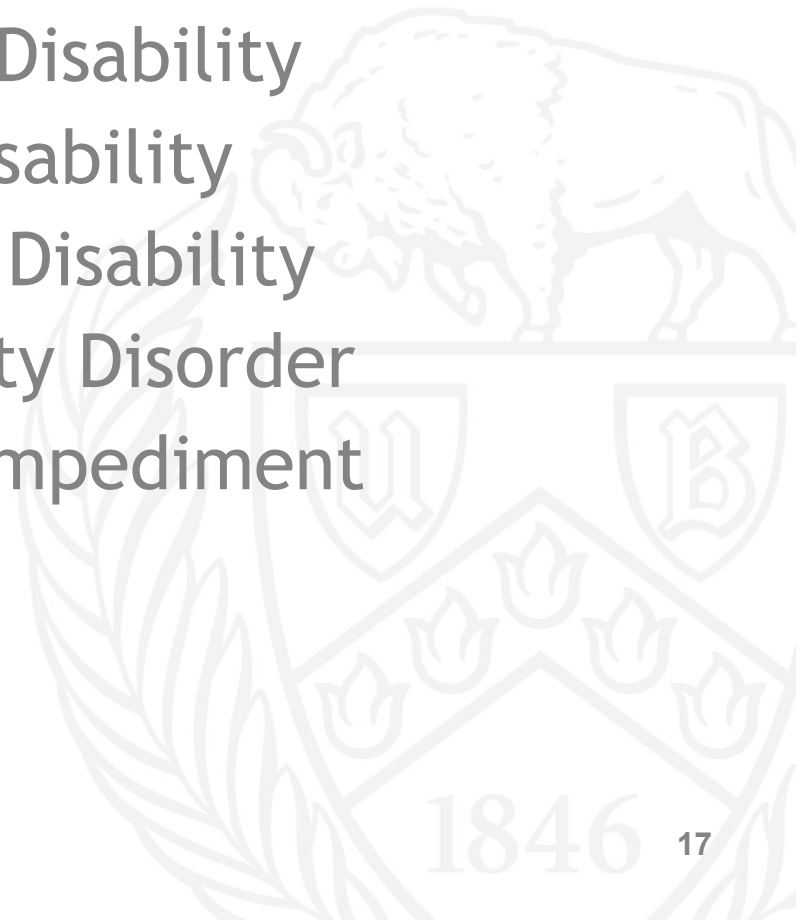 Disability
sability
Disability
ty Disorder
mpediment
U B
1846
17